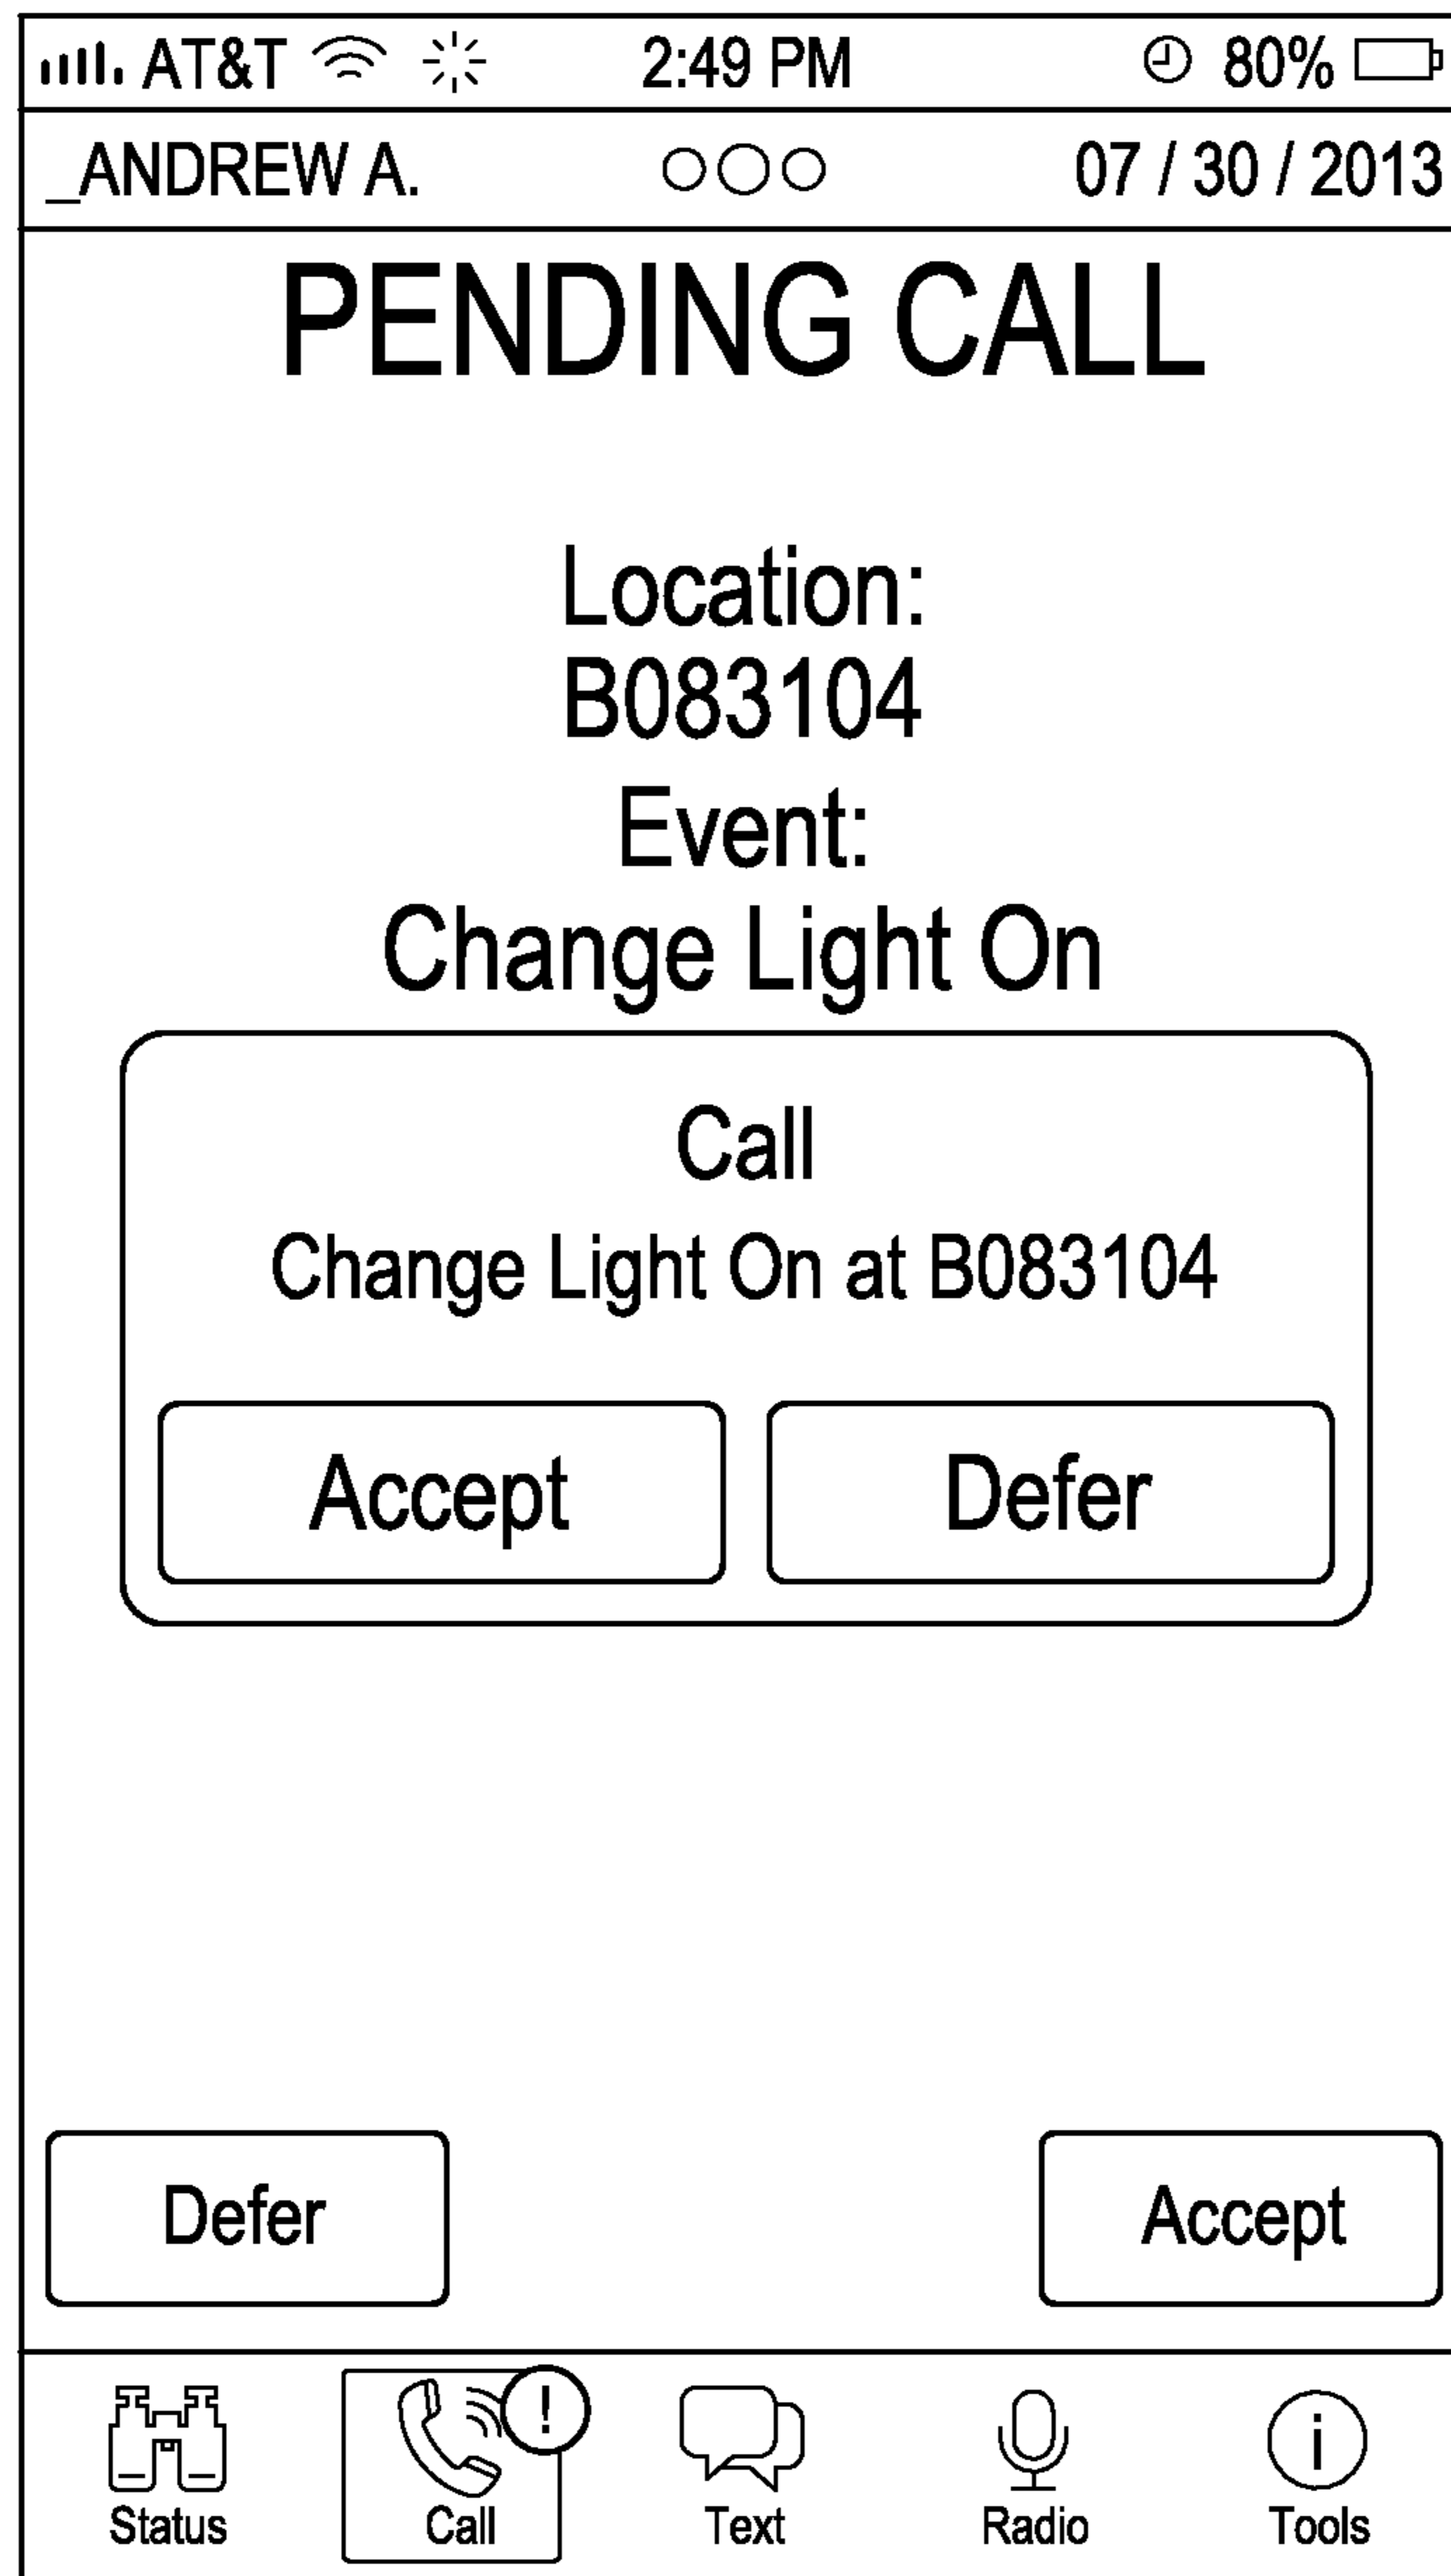 AT&T 2:49 PM 80%
_ANDREW A. 07 / 30 / 2013
PENDING CALL
Location:
B083104
Event:
Change Light On
Call
Change Light On at B083104
Accept Defer
Defer Accept
!
i
Status Call Text Radio Tools